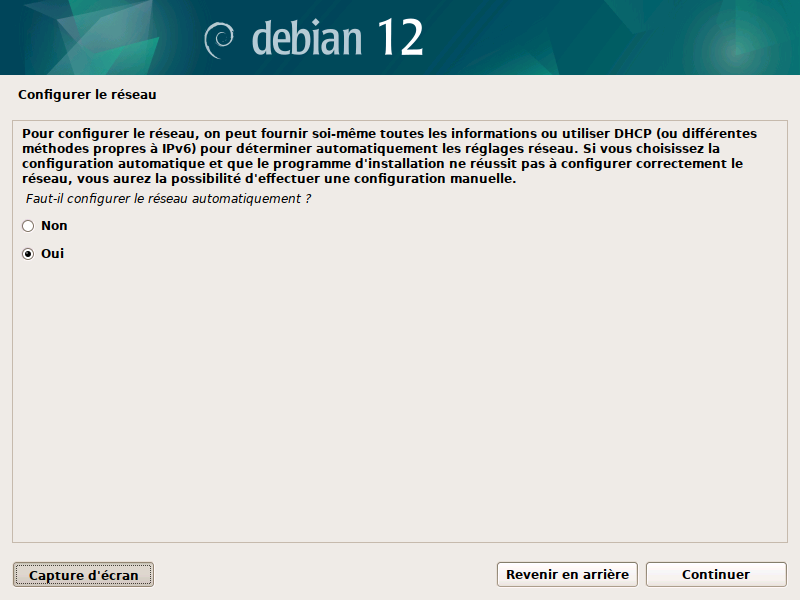 debian 12
Configurer le réseau
Pour configurer le réseau, on peut fournir soi-même toutes les informations ou utiliser DHCP (ou différentes
méthodes propres à IPv6) pour déterminer automatiquement les réglages réseau. Si vous choisissez la
configuration automatique et que le programme d'installation ne réussit pas à configurer correctement le
réseau, vous aurez la possibilité d'effectuer une configuration manuelle.
Faut-il configurer le réseau automatiquement ?
Non
Oui
Capture d'écran
Revenir en arrière
Continuer